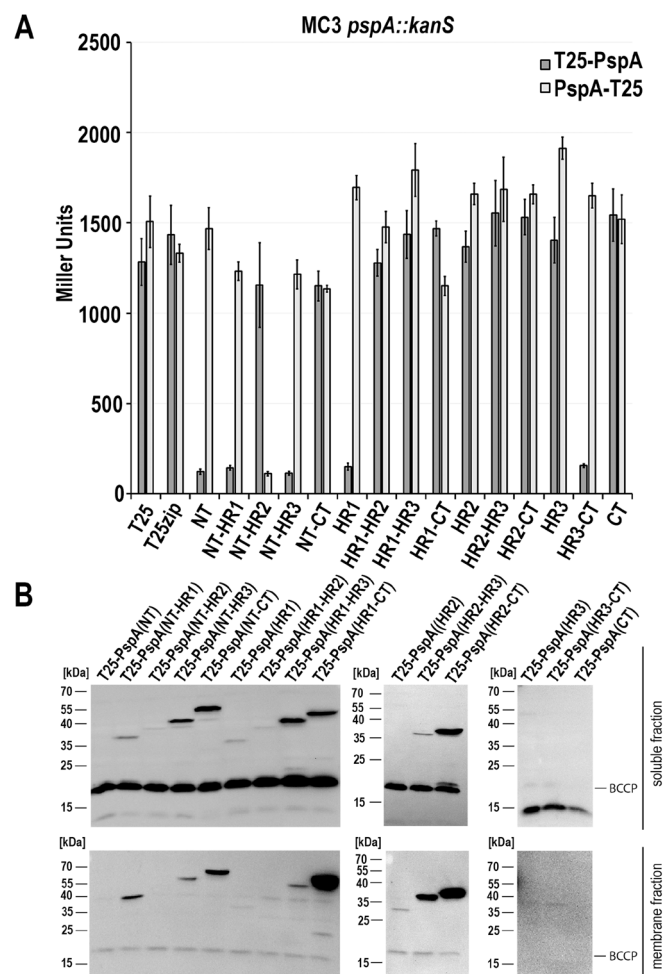 A
MC3 pspA::kanS
T25-PspA
PspA-T25
Miller Units
2500
2000
1500
1000
500
0
T25
T25zip
NT
NT-HR1
NT-HR2
NT-HR3
NT-CT
HR1
HR1-HR2
HR1-HR3
HR1-CT
HR2
HR2-HR3
HR2-CT
HR3
HR3-CT
CT
B
T25-PspA(NT)
T25-PspA(NT-HR1)
T25-PspA(NT-HR2)
T25-PspA(NT-HR3)
T25-PspA(NT-CT)
T25-PspA(HR1)
T25-PspA(HR1-HR2)
T25-PspA(HR1-HR3)
T25-PspA(HR1-CT)
T25-PspA((HR2)
T25-PspA(HR2-HR3)
T25-PspA(HR2-CT)
T25-PspA(HR3)
T25-PspA(HR3-CT)
T25-PspA(CT)
[kDa]
70
55
40
35
25
15
[kDa]
70
55
40
35
25
15
[kDa]
70
55
40
35
25
15
BCCP
soluble fraction
[kDa]
70
55
40
35
25
15
[kDa]
70
55
40
35
25
15
[kDa]
70
55
40
35
25
15
BCCP
membrane fraction